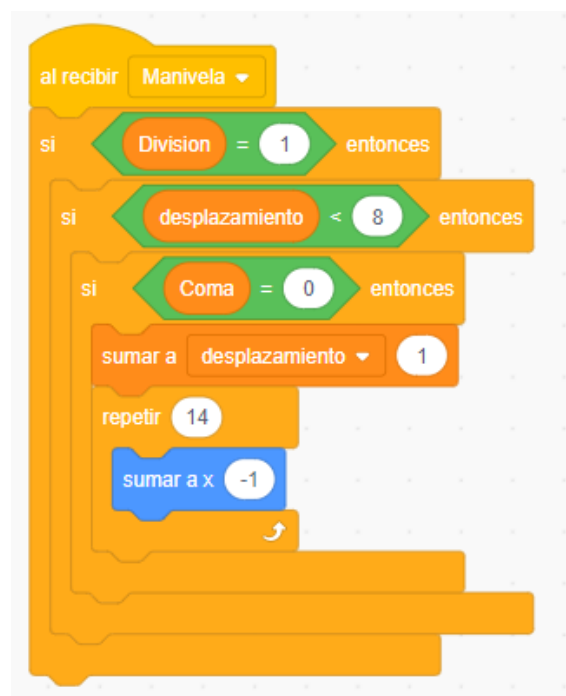 al recibir Manivela
si Division = 1 entonces
si desplazamiento < 8 entonces
si Coma = 0 entonces
sumar a desplazamiento 1
repetir 14
sumar a x -1